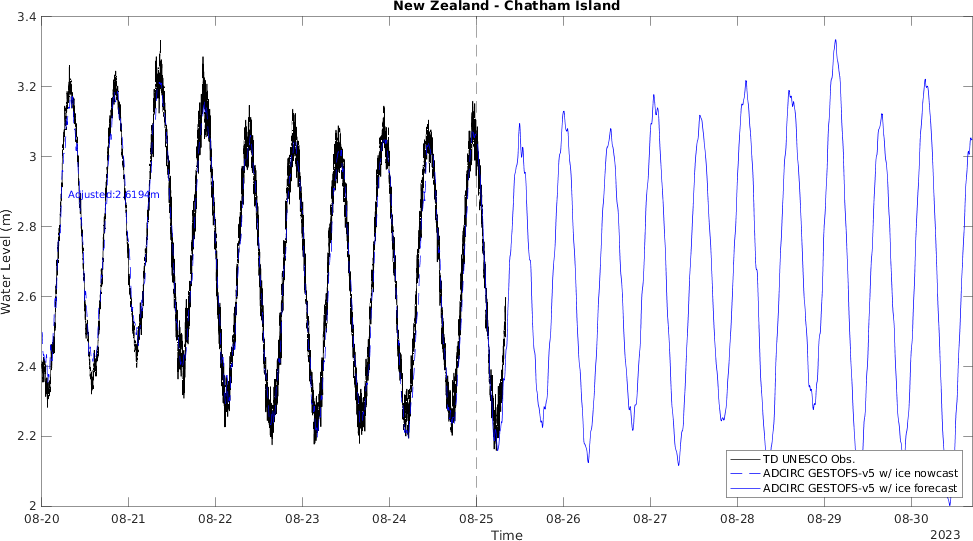 New Zealand - Chatham Island
3.4
3.2
3
2.8
2.6
2.4
2.2
2
Water Level (m)
Adjusted:2.6194m
TD UNESCO Obs.
ADCIRC GESTOFS-v5 w/ ice nowcast
ADCIRC GESTOFS-v5 w/ ice forecast
08-20 08-21 08-22 08-23 08-24 08-25 08-26 08-27 08-28 08-29 08-30
Time
2023